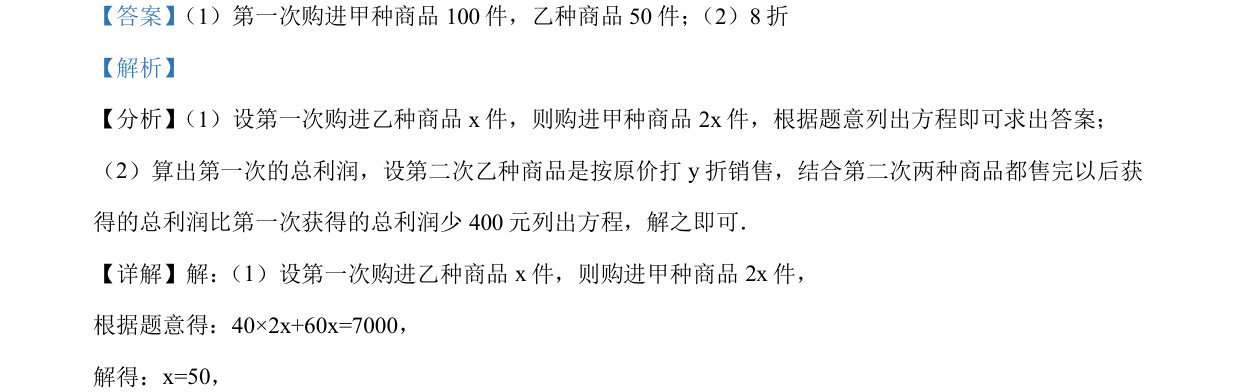 【答案】（1）第一次购进甲种商品 100 件，乙种商品 50 件；（2）8 折
【解析】
【分析】（1）设第一次购进乙种商品 x 件，则购进甲种商品 2x 件，根据题意列出方程即可求出答案；
（2）算出第一次的总利润，设第二次乙种商品是按原价打 y 折销售，结合第二次两种商品都售完以后获
得的总利润比第一次获得的总利润少 400 元列出方程，解之即可．
【详解】解：（1）设第一次购进乙种商品 x 件，则购进甲种商品 2x 件，
根据题意得：40×2x+60x=7000，
解得：x=50，